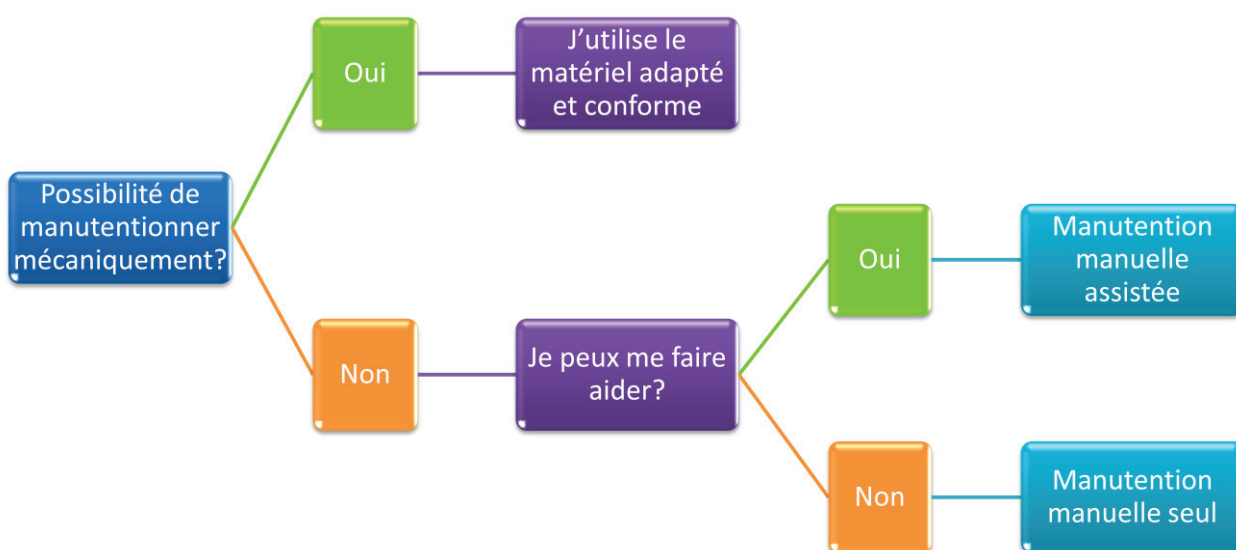 Possibilité de
manutentionner
mécaniquement?
Oui
J’utilise le
matériel adapté
et conforme
Non
Je peux me faire
aider?
Oui
Manutention
manuelle
assistée
Non
Manutention
manuelle seul